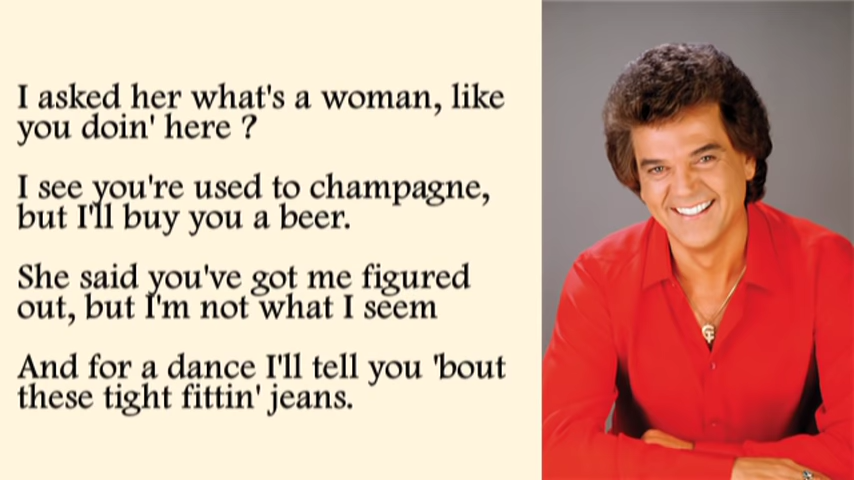 I asked her what's a woman, like
you doin' here ?
I see you're used to champagne,
but I'll buy you a beer.
She said you've got me figured
out, but I'm not what I seem
And for a dance I'll tell you 'bout
these tight fittin' jeans.